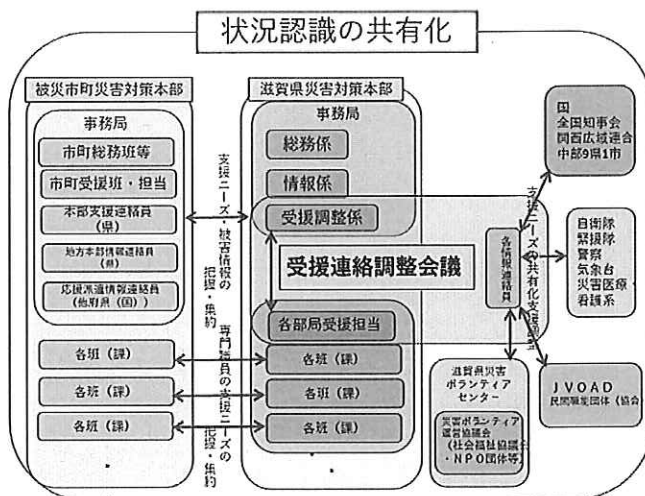 状況認識の共有化
被災市町災害対策本部
事務局
市町総務班等
市町受援班・担当
本部支援連絡員
(県)
地方本部情報連絡員
(県)
応援派遣情報連絡員
(他府県(国))
各班(課)
各班(課)
各班(課)
・
支援ニーズ・被害情報の
把握・集約
専門職員の支援ニーズの
把握・集約
滋賀県災害対策本部
事務局
総務係
情報係
受援調整係
受援連絡調整会議
各部局受援担当
各班(課)
各班(課)
各班(課)
・
各情報連絡員
支援ニーズの共有化支援調整
国
全国知事会
関西広域連合
中部9県1市
自衛隊
緊援隊
警察
気象台
災害医療
看護系
滋賀県災害
ボランティア
センター
災害ボランティア
運営協議会
(社会福祉協議会
・NPO団体等)
JVOAD
民間職能団体(協会)